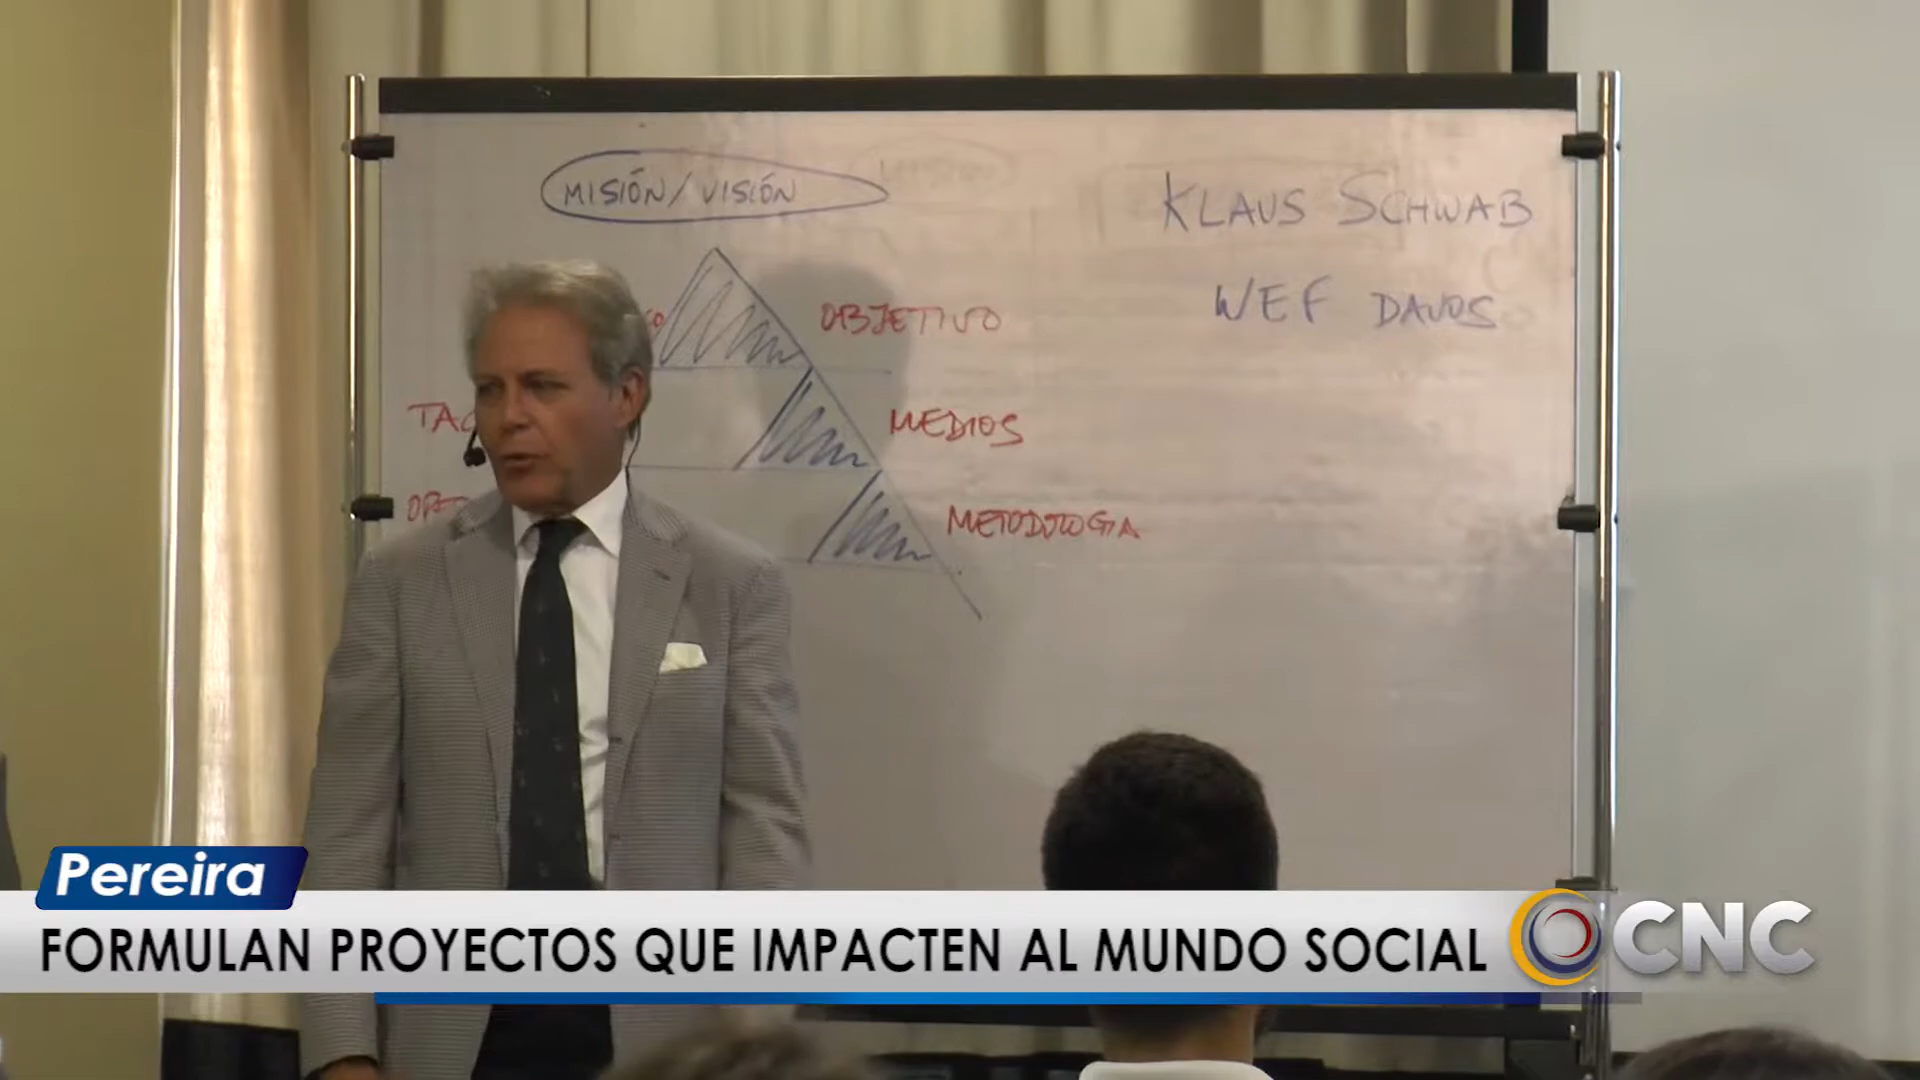 MISIÓN/VISIÓN
KLAUS SCHWAB
WEF DAVOS
OBJETIVO
MEDIOS
METODOLOGIA
Pereira
FORMULAN PROYECTOS QUE IMPACTEN AL MUNDO SOCIAL
CNC